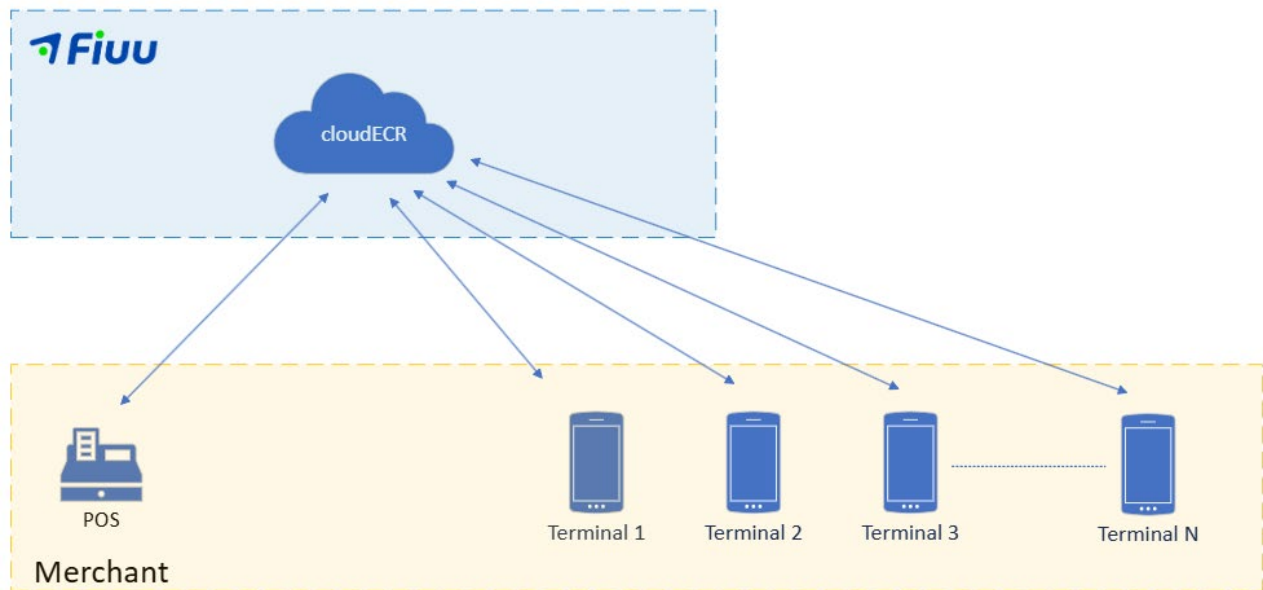 Fiuu
cloudECR
POS
Terminal 1
Terminal 2
Terminal 3
Terminal N
Merchant